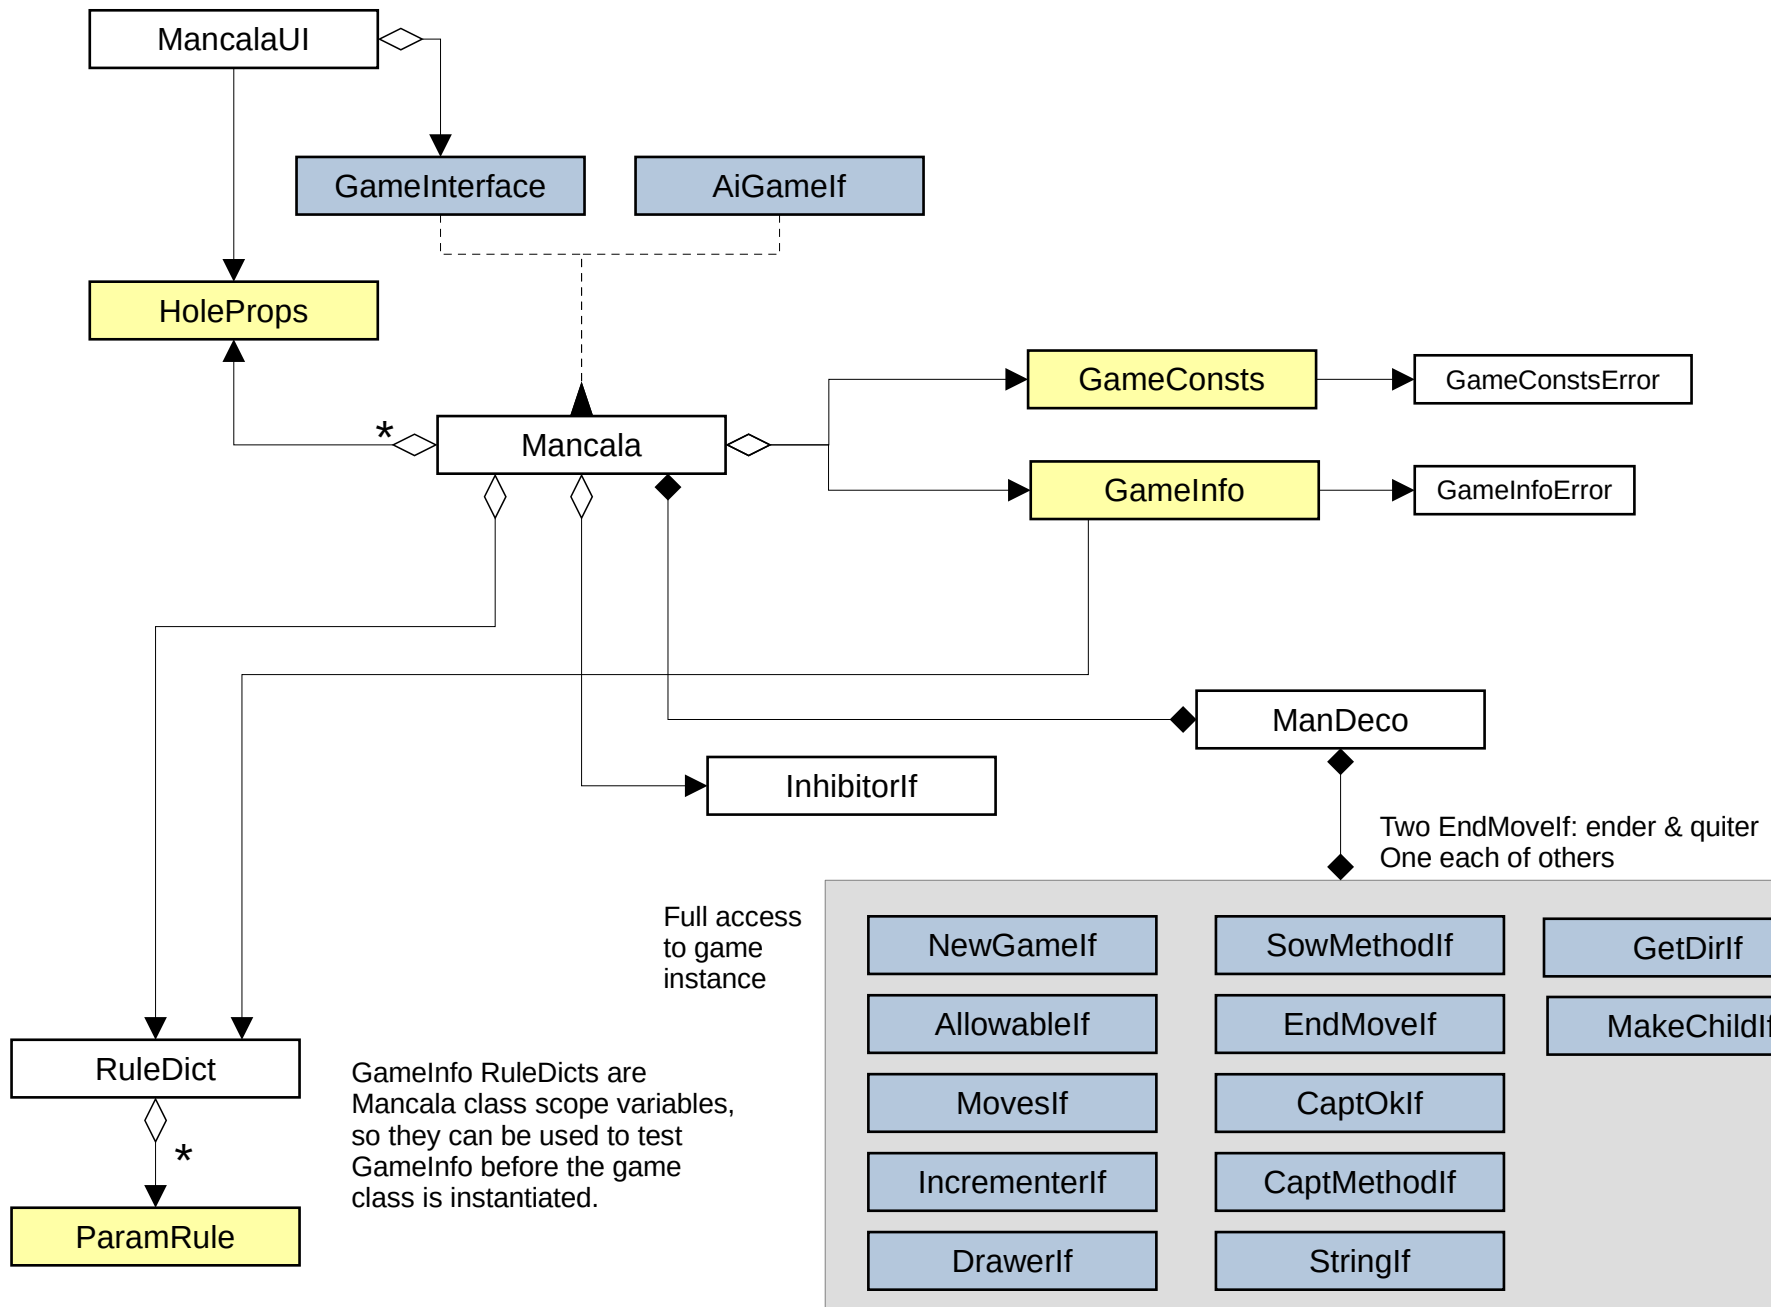 MancalaUI
GameInterface
AiGameIf
HoleProps
GameConsts
GameConstsError
*
Mancala
GameInfo
GameInfoError
ManDeco
InhibitorIf
Two EndMoveIf: ender & quiter
One each of others
Full access
to game
instance
NewGameIf
SowMethodIf
GetDirIf
AllowableIf
EndMoveIf
MakeChildIf
MovesIf
CaptOkIf
IncrementerIf
CaptMethodIf
DrawerIf
StringIf
RuleDict
GameInfo RuleDicts are
Mancala class scope variables,
so they can be used to test
GameInfo before the game
class is instantiated.
*
ParamRule